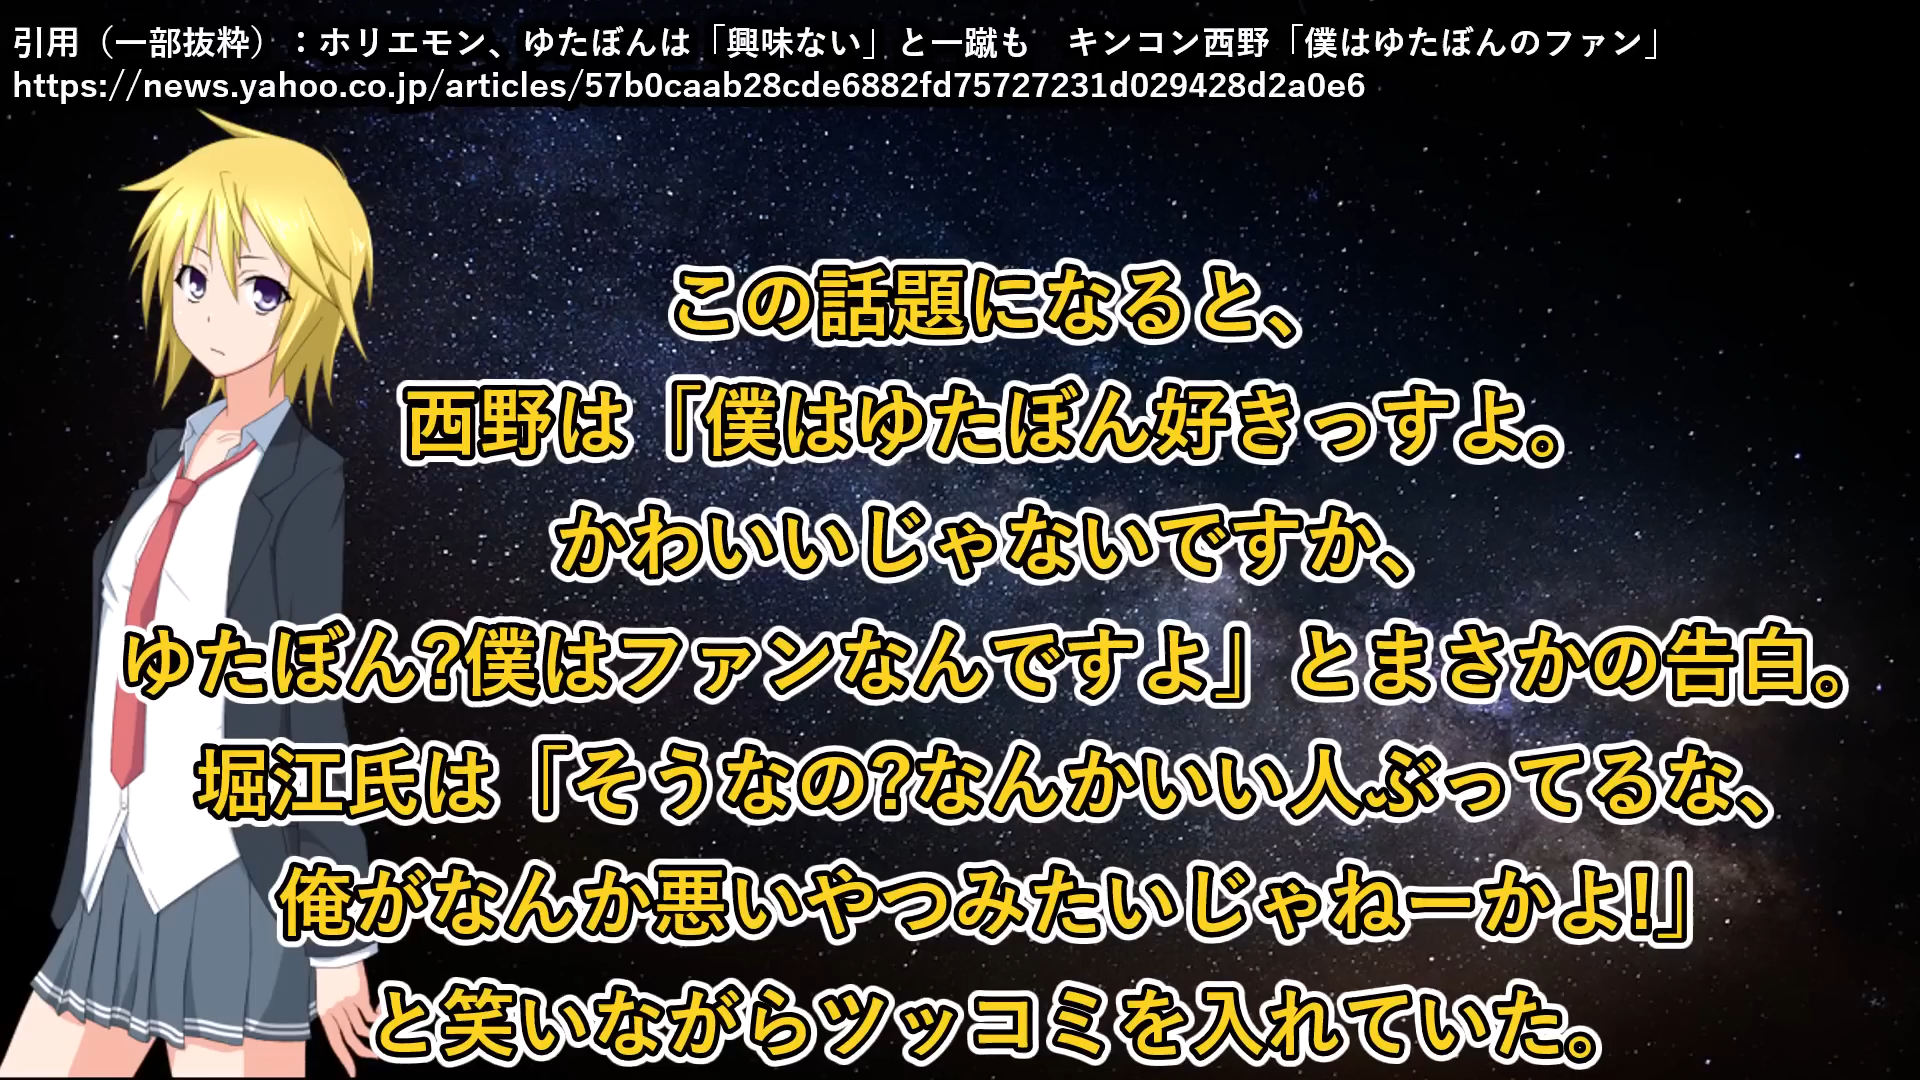 引用（一部抜粋）：ホリエモン、ゆたぼんは「興味ない」と一蹴も　キンコン西野「僕はゆたぼんのファン」
https://news.yahoo.co.jp/articles/57b0caab28cde6882fd75727231d029428d2a0e6
この話題になると、
西野は「僕はゆたぼん好きっすよ。
かわいいじゃないですか、
ゆたぼん?僕はファンなんですよ」とまさかの告白。
堀江氏は「そうなの?なんかいい人ぶってるな、
俺がなんか悪いやつみたいじゃねーかよ!」
と笑いながらツッコミを入れていた。